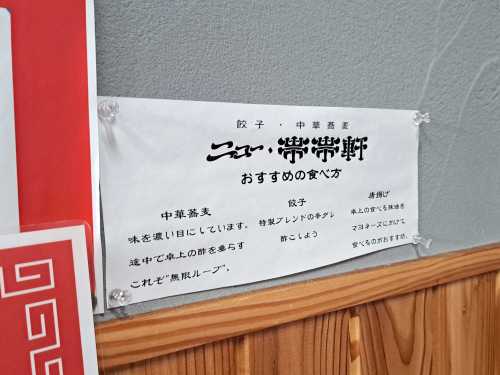 餃子・中華蕎麦
ニュー・帯帯軒
おすすめの食べ方
中華蕎麦
味を濃い目にしています。
途中で卓上の酢を垂らす
これぞ"無限ループ"。
餃子
特製ブレンドの辛グレ
酢こしよう
唐揚げ
卓上の食べる辣油を
マヨネーズにかけて
食べるのがおすすめ。